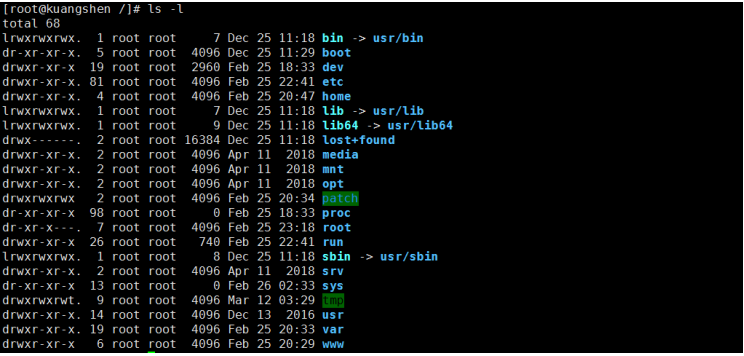 [root@kuangshen /]# ls -l
total 68
lrwxrwxrwx.  1 root root     7 Dec 25 11:18 bin -> usr/bin
dr-xr-xr-x.  5 root root  4096 Dec 25 11:29 boot
drwxr-xr-x  19 root root  2960 Feb 25 18:33 dev
drwxr-xr-x. 81 root root  4096 Feb 25 22:41 etc
drwxr-xr-x.  4 root root  4096 Feb 25 20:47 home
lrwxrwxrwx.  1 root root     7 Dec 25 11:18 lib -> usr/lib
lrwxrwxrwx.  1 root root     9 Dec 25 11:18 lib64 -> usr/lib64
drwx------.  2 root root 16384 Dec 25 11:18 lost+found
drwxr-xr-x.  2 root root  4096 Apr 11  2018 media
drwxr-xr-x.  2 root root  4096 Apr 11  2018 mnt
drwxr-xr-x.  2 root root  4096 Apr 11  2018 opt
drwxrwxrwx   2 root root  4096 Feb 25 20:34 patch
dr-xr-xr-x  98 root root     0 Feb 25 18:33 proc
dr-xr-x---.  7 root root  4096 Feb 25 23:18 root
drwxr-xr-x  26 root root   740 Feb 25 22:41 run
lrwxrwxrwx.  1 root root     8 Dec 25 11:18 sbin -> usr/sbin
drwxr-xr-x.  2 root root  4096 Apr 11  2018 srv
dr-xr-xr-x  13 root root     0 Feb 26 02:33 sys
drwxrwxrwt.  9 root root  4096 Mar 12 03:29 tmp
drwxr-xr-x. 14 root root  4096 Dec 13  2016 usr
drwxr-xr-x. 19 root root  4096 Feb 25 20:33 var
drwxr-xr-x   6 root root  4096 Feb 25 20:29 www